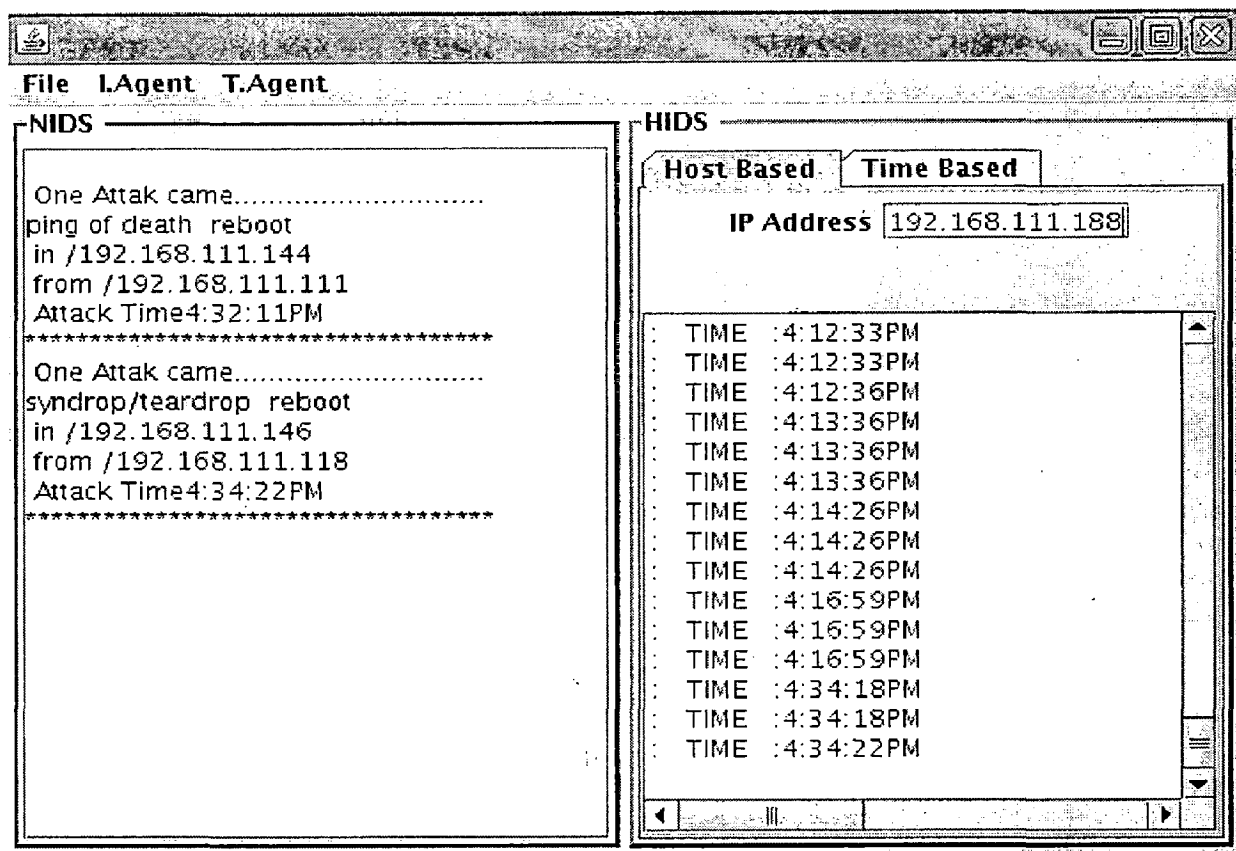 File I.Agent T.Agent
NIDS
One Attak came............................
ping of death reboot
in /192.168.111.144
from /192.168.111.111
Attack Time4:32:11PM
************************************
One Attak came............................
syndrop/teardrop reboot
in /192.168.111.146
from /192.168.111.118
Attack Time4:34:22PM
************************************
HIDS
Host Based Time Based
IP Address 192.168.111.188
: TIME :4:12:33PM
: TIME :4:12:33PM
: TIME :4:12:36PM
: TIME :4:13:36PM
: TIME :4:13:36PM
: TIME :4:13:36PM
: TIME :4:14:26PM
: TIME :4:14:26PM
: TIME :4:14:26PM
: TIME :4:16:59PM
: TIME :4:16:59PM
: TIME :4:16:59PM
: TIME :4:34:18PM
: TIME :4:34:18PM
: TIME :4:34:22PM